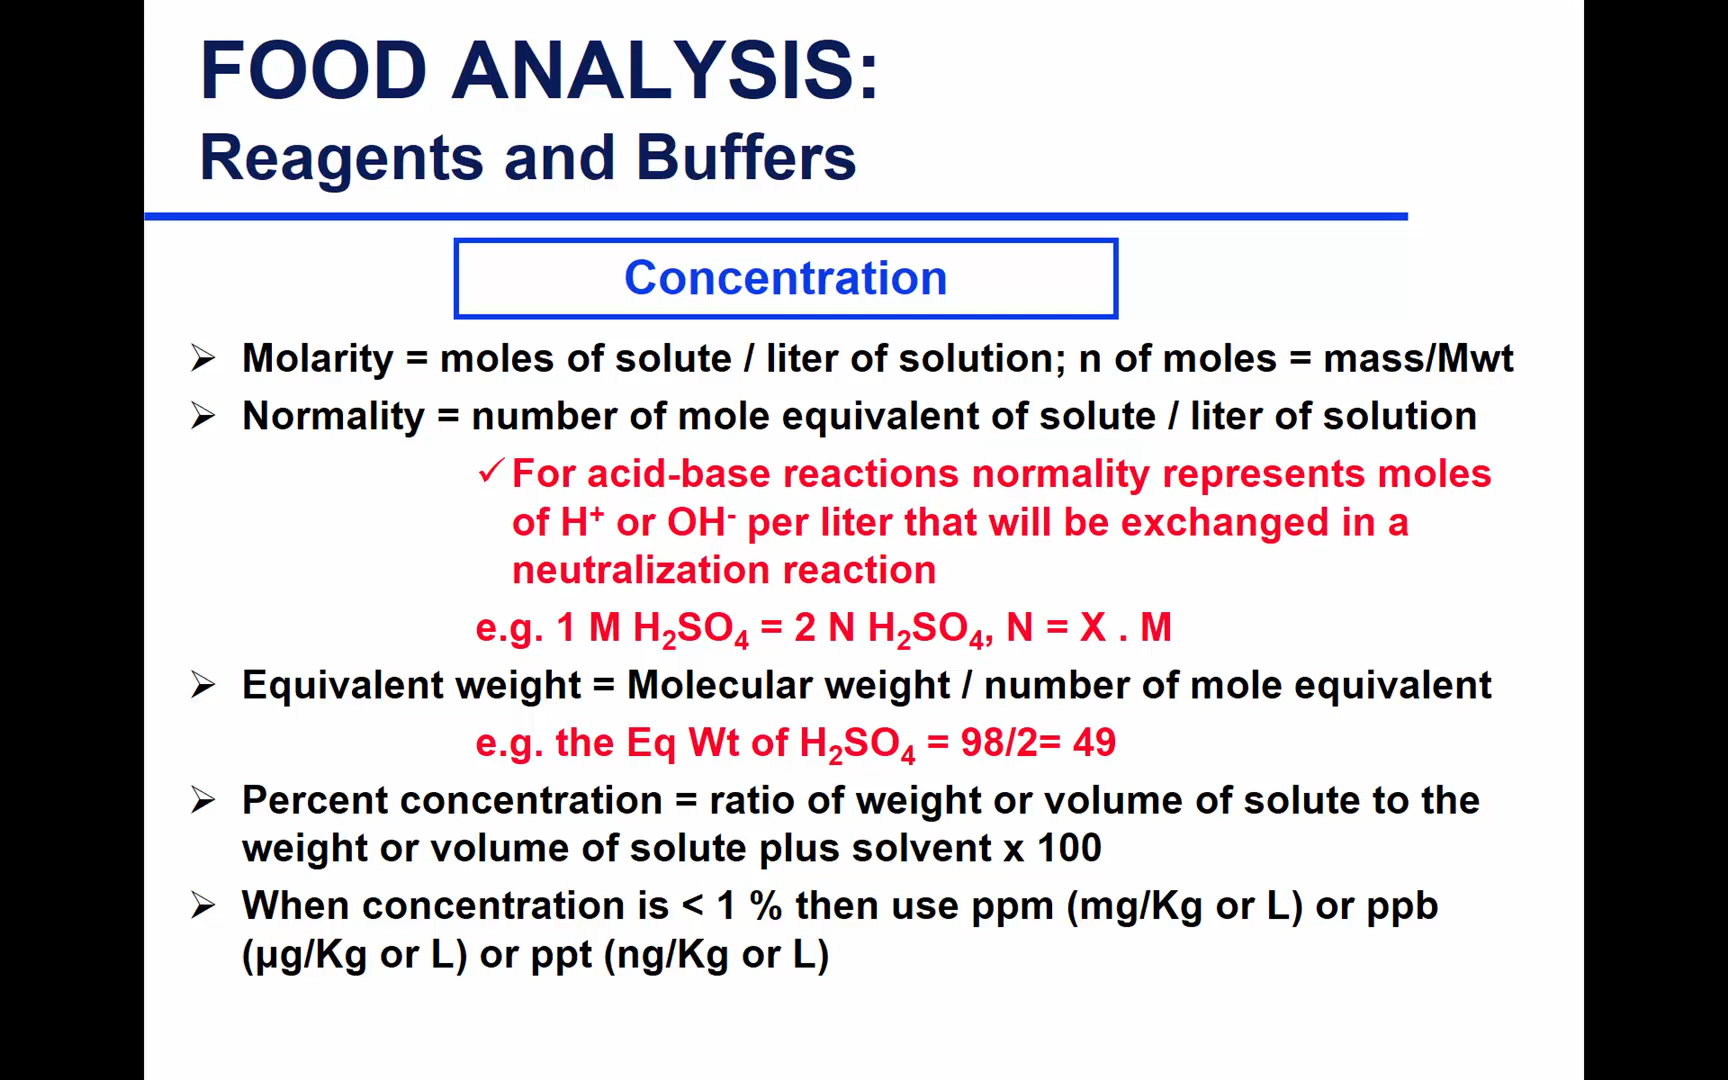 FOOD ANALYSIS:
Reagents and Buffers
Concentration
➢ Molarity = moles of solute / liter of solution; n of moles = mass/Mwt
➢ Normality = number of mole equivalent of solute / liter of solution
✓ For acid-base reactions normality represents moles
of H⁺ or OH⁻ per liter that will be exchanged in a
neutralization reaction
e.g. 1 M H₂SO₄ = 2 N H₂SO₄, N = X . M
➢ Equivalent weight = Molecular weight / number of mole equivalent
e.g. the Eq Wt of H₂SO₄ = 98/2= 49
➢ Percent concentration = ratio of weight or volume of solute to the
weight or volume of solute plus solvent x 100
➢ When concentration is < 1 % then use ppm (mg/Kg or L) or ppb
(µg/Kg or L) or ppt (ng/Kg or L)